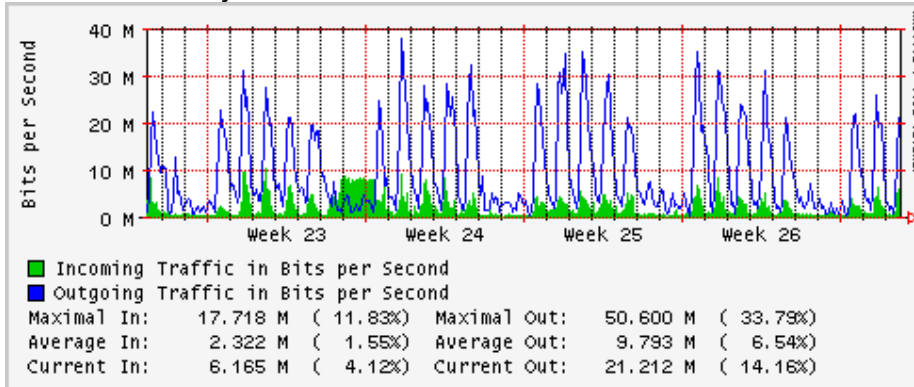 Bits per Second
40 M
30 M
20 M
10 M
0 M
Week 23 Week 24 Week 25 Week 26
Incoming Traffic in Bits per Second
Outgoing Traffic in Bits per Second
Maximal In: 17.718 M ( 11.83%) Maximal Out: 50.600 M ( 33.79%)
Average In: 2.322 M ( 1.55%) Average Out: 9.793 M ( 6.54%)
Current In: 6.165 M ( 4.12%) Current Out: 21.212 M ( 14.16%)